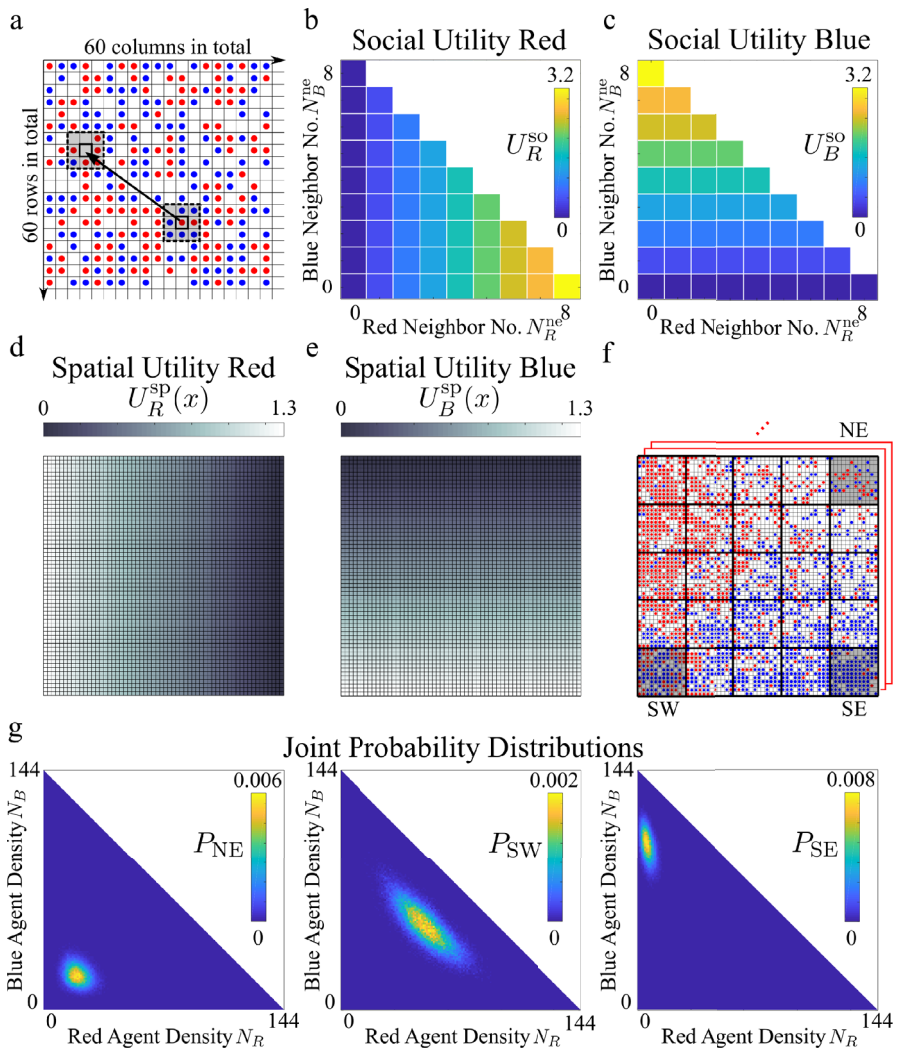 a
60 columns in total
60 rows in total
b
Social Utility Red
Blue Neighbor No. N_B^ne
8
0
0
8
Red Neighbor No. N_R^ne
U_R^so
3.2
0
c
Social Utility Blue
Blue Neighbor No. N_B^ne
8
0
0
8
Red Neighbor No. N_R^ne
U_B^so
3.2
0
d
Spatial Utility Red
U_R^sp(x)
0
1.3
e
Spatial Utility Blue
U_B^sp(x)
0
1.3
f
NE
SW
SE
g
Joint Probability Distributions
144
Blue Agent Density N_B
0
0
144
Red Agent Density N_R
P_NE
0.006
0
144
Blue Agent Density N_B
0
0
144
Red Agent Density N_R
P_SW
0.002
0
144
Blue Agent Density N_B
0
0
144
Red Agent Density N_R
P_SE
0.008
0